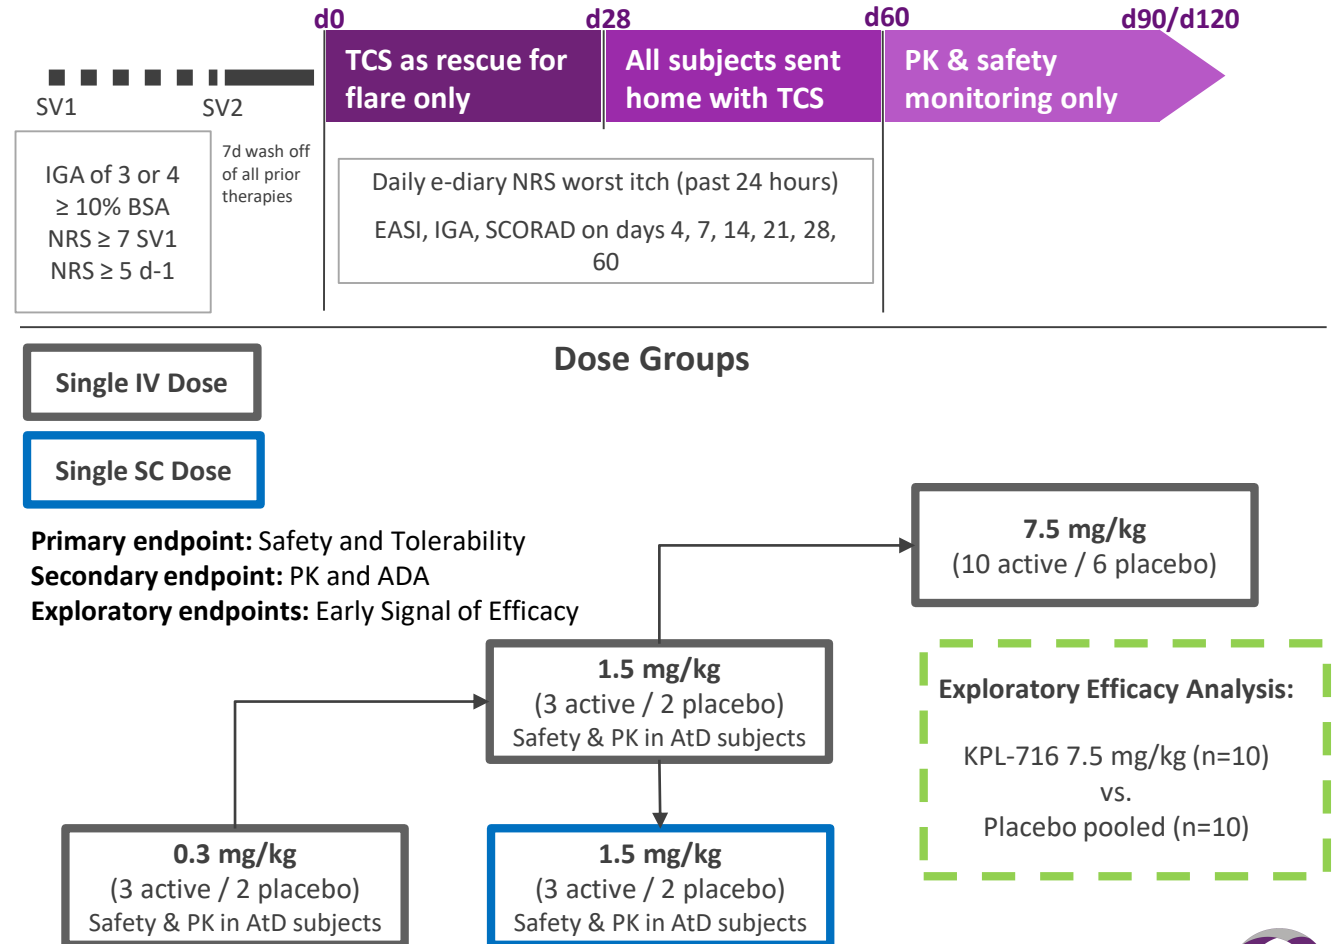 d0
d28
d60
d90/d120
TCS as rescue for
flare only
All subjects sent
home with TCS
PK & safety
monitoring only
SV1
SV2
IGA of 3 or 4
≥ 10% BSA
NRS ≥ 7 SV1
NRS ≥ 5 d-1
7d wash off
of all prior
therapies
Daily e-diary NRS worst itch (past 24 hours)
EASI, IGA, SCORAD on days 4, 7, 14, 21, 28,
60
Dose Groups
Single IV Dose
Single SC Dose
Primary endpoint: Safety and Tolerability
Secondary endpoint: PK and ADA
Exploratory endpoints: Early Signal of Efficacy
7.5 mg/kg
(10 active / 6 placebo)
1.5 mg/kg
(3 active / 2 placebo)
Safety & PK in AtD subjects
Exploratory Efficacy Analysis:
KPL-716 7.5 mg/kg (n=10)
vs.
Placebo pooled (n=10)
0.3 mg/kg
(3 active / 2 placebo)
Safety & PK in AtD subjects
1.5 mg/kg
(3 active / 2 placebo)
Safety & PK in AtD subjects